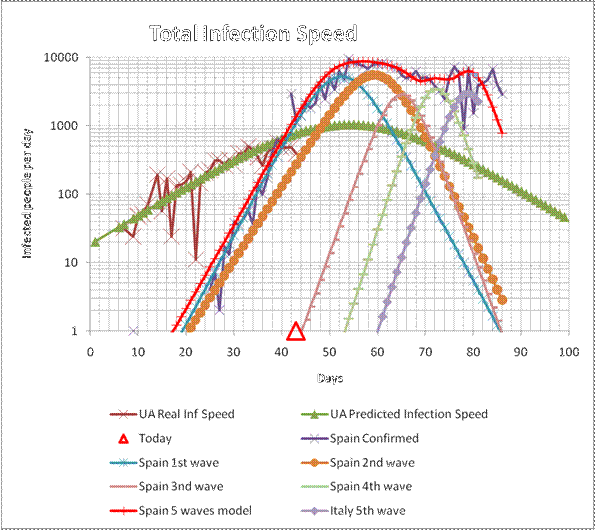 Total Infection Speed
Infected people per day
10000
1000
100
10
1
0 10 20 30 40 50 60 70 80 90 100
Days
UA Real Inf Speed UA Predicted Infection Speed
Today Spain Confirmed
Spain 1st wave Spain 2nd wave
Spain 3nd wave Spain 4th wave
Spain 5 waves model Italy 5th wave